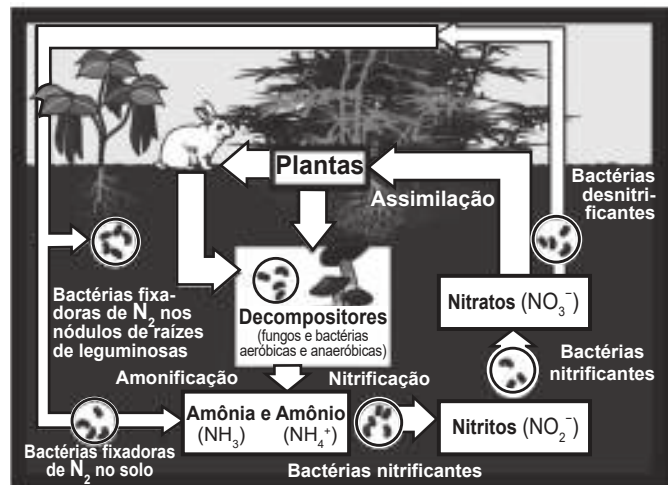 Plantas
Assimilação
Bactérias
desnitri-
ficantes
Bactérias fixa-
doras de N₂ nos
nódulos de raízes
de leguminosas
Decompositores
(fungos e bactérias
aeróbicas e anaeróbicas)
Nitratos (NO₃⁻)
Bactérias
nitrificantes
Amonificação
Nitrificação
Amônia e Amônio
(NH₃) (NH₄⁺)
Nitritos (NO₂⁻)
Bactérias fixadoras
de N₂ no solo
Bactérias nitrificantes